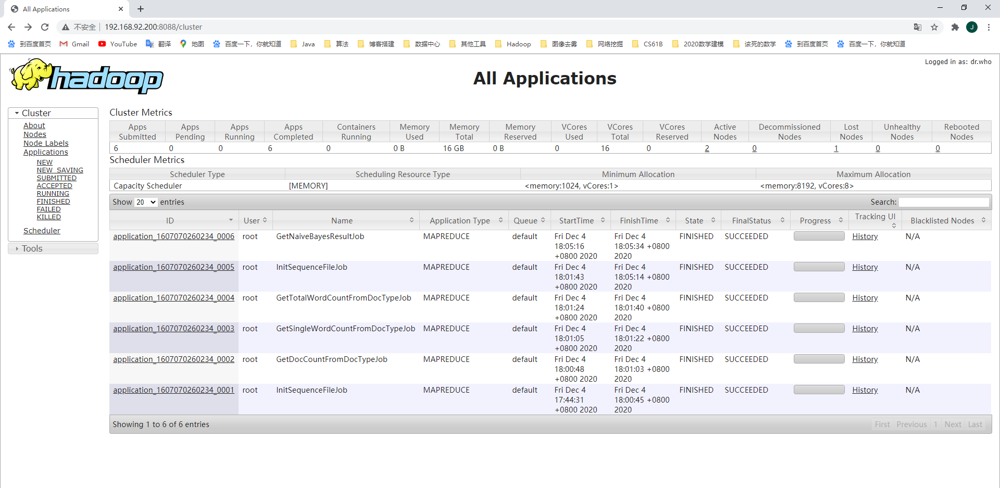 All Applications
不安全 192.168.92.200:8088/cluster
J
到百度首页 Gmail YouTube 翻译 地图 百度一下，你就知道 Java 算法 博客搭建 数据中心 其他工具 Hadoop 图像去雾 网络挖掘 CS61B 2020数学建模 该死的数学 到百度首页 百度一下，你就知道
Logged in as: dr.who
hadoop
All Applications
Cluster
About
Nodes
Node Labels
Applications
NEW
NEW_SAVING
SUBMITTED
ACCEPTED
RUNNING
FINISHED
FAILED
KILLED
Scheduler
Tools
Cluster Metrics
Apps Submitted Apps Pending Apps Running Apps Completed Containers Running Memory Used Memory Total Memory Reserved VCores Used VCores Total VCores Reserved Active Nodes Decommissioned Nodes Lost Nodes Unhealthy Nodes Rebooted Nodes
6 0 0 6 0 0 B 16 GB 0 B 0 16 0 2 0 1 0 0
Scheduler Metrics
Scheduler Type Scheduling Resource Type Minimum Allocation Maximum Allocation
Capacity Scheduler [MEMORY] <memory:1024, vCores:1> <memory:8192, vCores:8>
Show 20 entries Search:
ID User Name Application Type Queue StartTime FinishTime State FinalStatus Progress Tracking UI Blacklisted Nodes
application_1607070260234_0006 root GetNaiveBayesResultJob MAPREDUCE default Fri Dec 4 18:05:16 +0800 2020 Fri Dec 4 18:05:34 +0800 2020 FINISHED SUCCEEDED History N/A
application_1607070260234_0005 root InitSequenceFileJob MAPREDUCE default Fri Dec 4 18:01:43 +0800 2020 Fri Dec 4 18:05:14 +0800 2020 FINISHED SUCCEEDED History N/A
application_1607070260234_0004 root GetTotalWordCountFromDocTypeJob MAPREDUCE default Fri Dec 4 18:01:24 +0800 2020 Fri Dec 4 18:01:40 +0800 2020 FINISHED SUCCEEDED History N/A
application_1607070260234_0003 root GetSingleWordCountFromDocTypeJob MAPREDUCE default Fri Dec 4 18:01:05 +0800 2020 Fri Dec 4 18:01:22 +0800 2020 FINISHED SUCCEEDED History N/A
application_1607070260234_0002 root GetDocCountFromDocTypeJob MAPREDUCE default Fri Dec 4 18:00:48 +0800 2020 Fri Dec 4 18:01:03 +0800 2020 FINISHED SUCCEEDED History N/A
application_1607070260234_0001 root InitSequenceFileJob MAPREDUCE default Fri Dec 4 17:44:31 +0800 2020 Fri Dec 4 18:00:45 +0800 2020 FINISHED SUCCEEDED History N/A
Showing 1 to 6 of 6 entries First Previous 1 Next Last